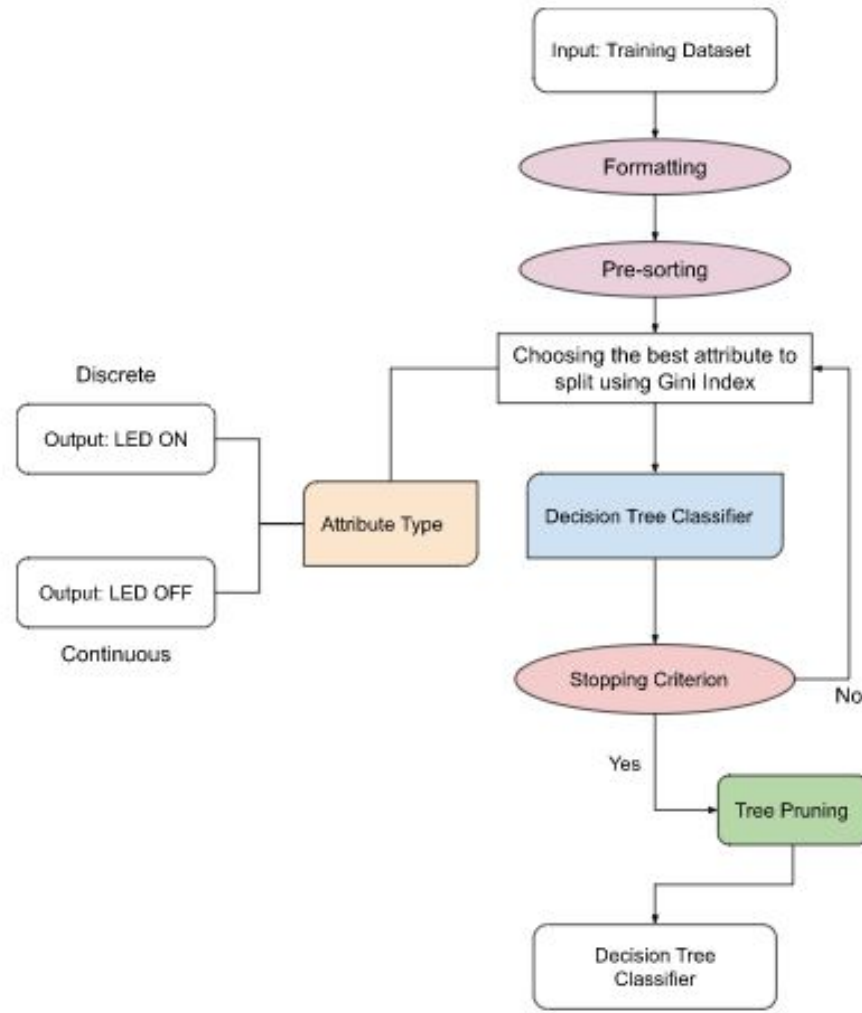 Input: Training Dataset
Formatting
Pre-sorting
Choosing the best attribute to
split using Gini Index
Discrete
Output: LED ON
Attribute Type
Decision Tree Classifier
Output: LED OFF
Continuous
Stopping Criterion
No
Yes
Tree Pruning
Decision Tree
Classifier